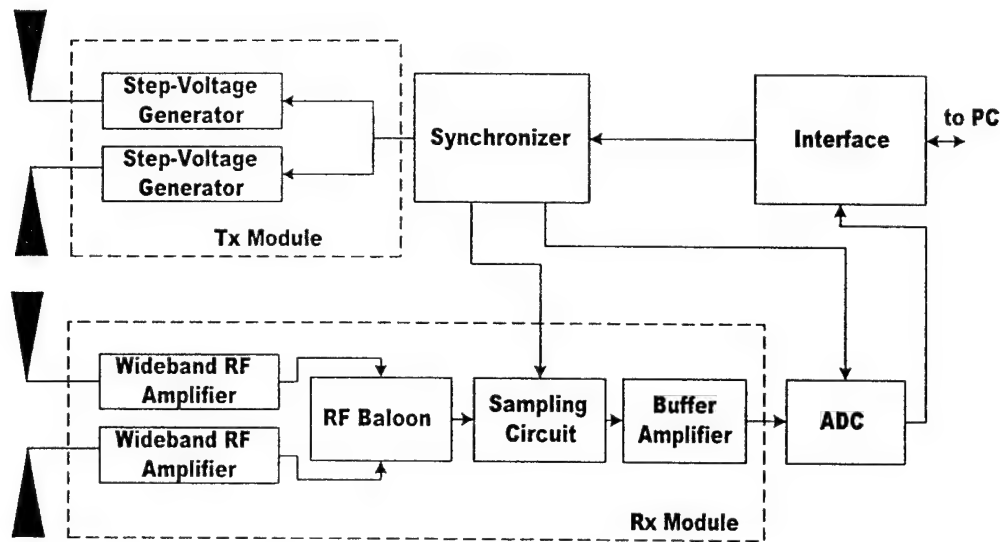 Step-Voltage
Generator
Step-Voltage
Generator
Tx Module
Synchronizer
Interface
to PC
Wideband RF
Amplifier
Wideband RF
Amplifier
RF Baloon
Sampling
Circuit
Buffer
Amplifier
ADC
Rx Module